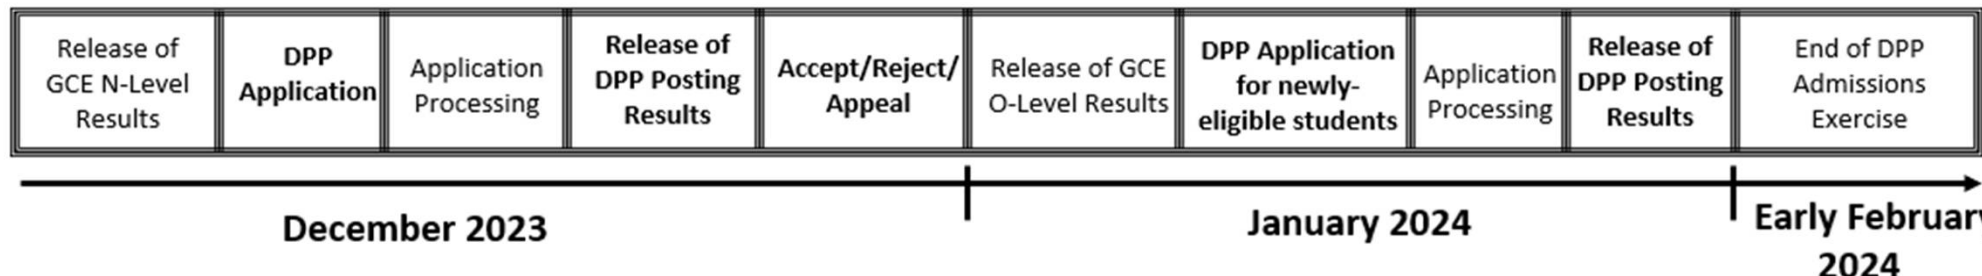 Release of
GCE N-Level
Results
DPP
Application
Application
Processing
Release of
DPP Posting
Results
Accept/Reject/
Appeal
Release of GCE
O-Level Results
DPP Application
for newly-
eligible students
Application
Processing
Release of
DPP Posting
Results
End of DPP
Admissions
Exercise
December 2023
January 2024
Early February
2024